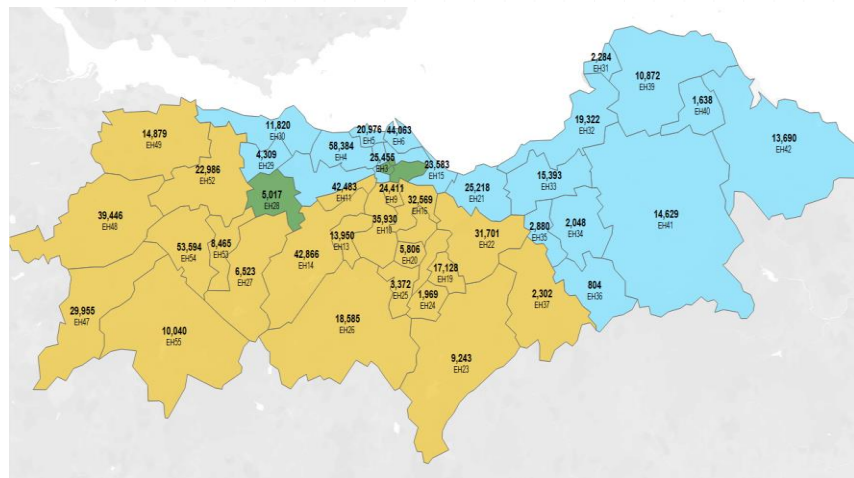 2,284
EH31
10,872
EH39
1,638
EH40
19,322
EH32
13,690
EH42
14,879
EH49
11,820
EH30
20,976
EH5
44,063
EH6
58,384
EH4
4,309
EH29
25,455
EH3
23,583
EH15
22,986
EH52
15,393
EH33
5,017
EH28
42,483
EH11
24,411
EH9
25,218
EH21
32,569
EH16
39,446
EH48
35,930
EH10
2,880
EH35
2,048
EH34
14,629
EH41
13,950
EH13
31,701
EH22
53,594
EH54
8,465
EH53
42,866
EH14
5,806
EH20
6,523
EH27
17,128
EH19
804
EH36
3,372
EH25
1,969
EH24
2,302
EH37
29,955
EH47
18,585
EH26
10,040
EH55
9,243
EH23